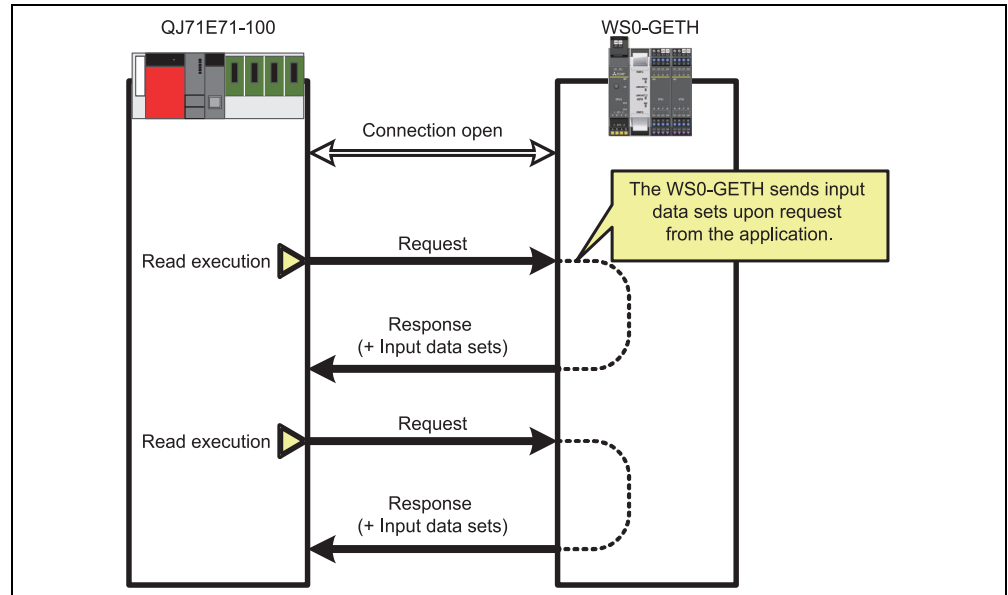 QJ71E71-100
WS0-GETH
Connection open
The WS0-GETH sends input
data sets upon request
from the application.
Request
Read execution
Response
(+ Input data sets)
Request
Read execution
Response
(+ Input data sets)